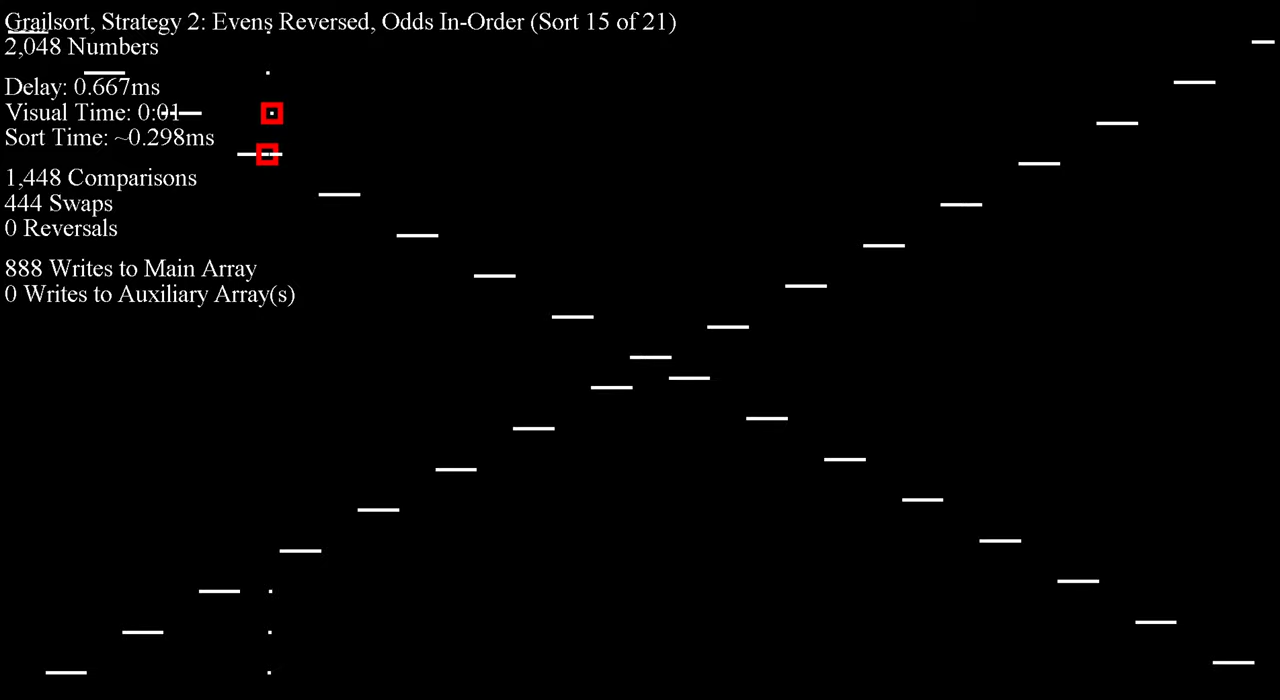 Grailsort, Strategy 2: Evens Reversed, Odds In-Order (Sort 15 of 21)
2,048 Numbers
Delay: 0.667ms
Visual Time: 0:01
Sort Time: ~0.298ms
1,448 Comparisons
444 Swaps
0 Reversals
888 Writes to Main Array
0 Writes to Auxiliary Array(s)